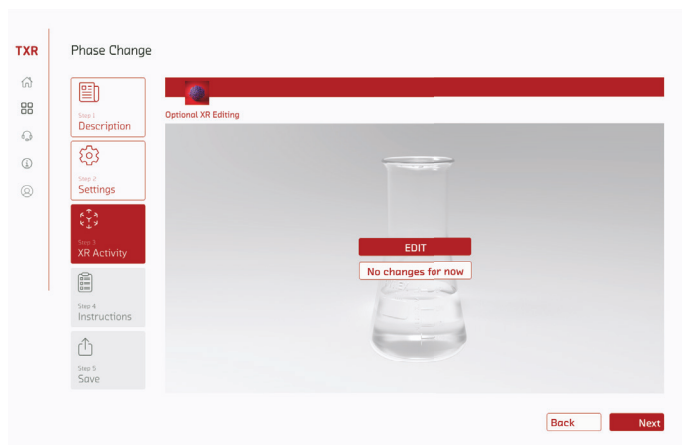 TXR
Phase Change
Step 1
Description
Step 2
Settings
Step 3
XR Activity
Step 4
Instructions
Step 5
Save
Optional XR Editing
EDIT
No changes for now
Back
Next